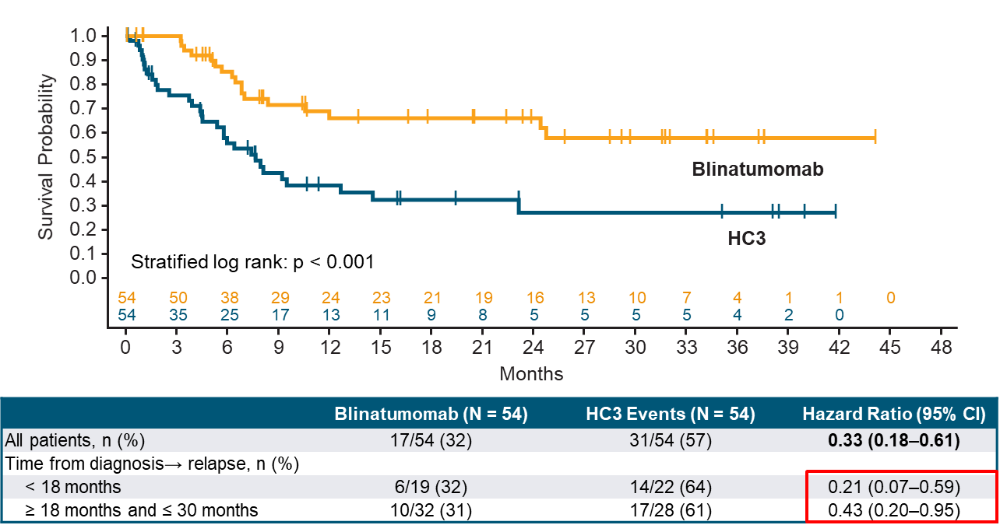 Survival Probability
1.0
0.9
0.8
0.7
0.6
0.5
0.4
0.3
0.2
0.1
0.0
Blinatumomab
HC3
Stratified log rank: p < 0.001
54 50 38 29 24 23 21 19 16 13 10 7 4 1 1 0
54 35 25 17 13 11 9 8 5 5 5 5 4 2 0
0 3 6 9 12 15 18 21 24 27 30 33 36 39 42 45 48
Months
Blinatumomab (N = 54) HC3 Events (N = 54) Hazard Ratio (95% CI)
All patients, n (%) 17/54 (32) 31/54 (57) 0.33 (0.18–0.61)
Time from diagnosis→ relapse, n (%)
< 18 months 6/19 (32) 14/22 (64) 0.21 (0.07–0.59)
≥ 18 months and ≤ 30 months 10/32 (31) 17/28 (61) 0.43 (0.20–0.95)